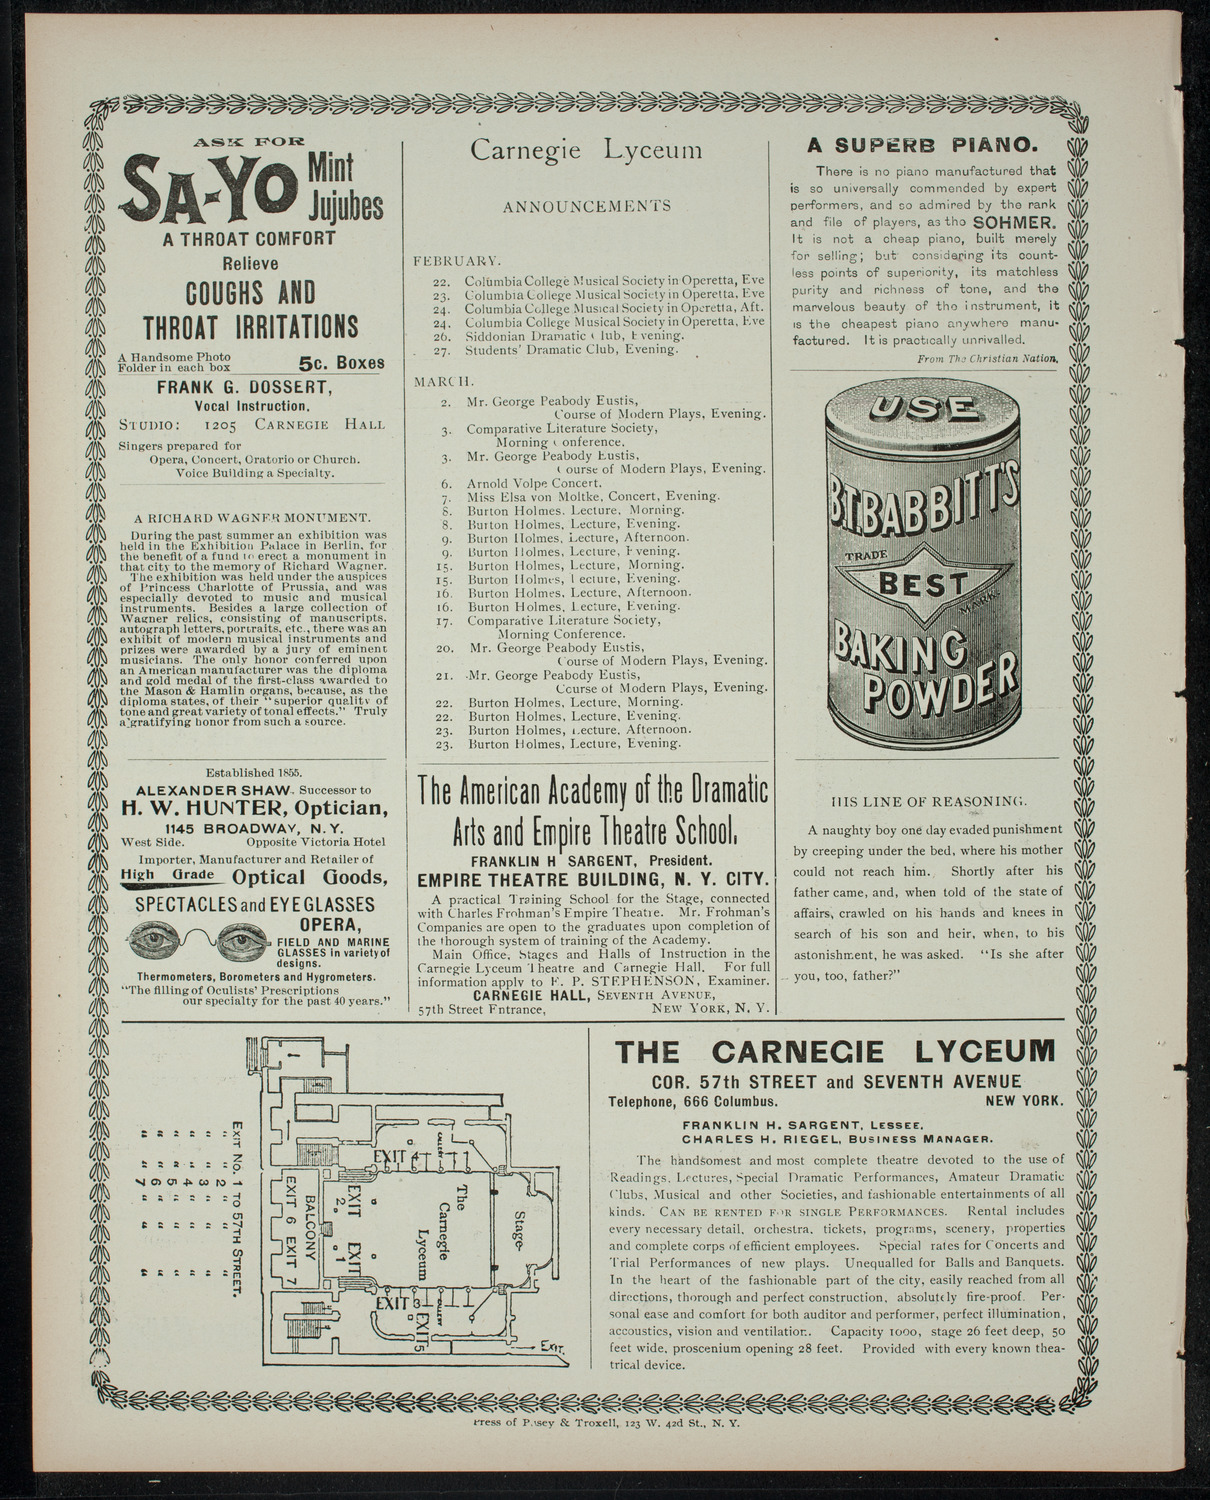 ASK FOR
SA-YO Mint Jujubes
A THROAT COMFORT
Relieve
COUGHS AND
THROAT IRRITATIONS
A Handsome Photo
Folder in each box
5c. Boxes
FRANK G. DOSSERT,
Vocal Instruction.
STUDIO: 1205 CARNEGIE HALL
Singers prepared for
Opera, Concert, Oratorio or Church.
Voice Building a Specialty.
A RICHARD WAGNER MONUMENT.
During the past summer an exhibition was
held in the Exhibition Palace in Berlin, for
the benefit of a fund to erect a monument in
that city to the memory of Richard Wagner.
The exhibition was held under the auspices
of Princess Charlotte of Prussia, and was
especially devoted to music and musical
instruments. Besides a large collection of
Wagner relics, consisting of manuscripts,
autograph letters, portraits, etc., there was an
exhibit of modern musical instruments and
prizes were awarded by a jury of eminent
musicians. The only honor conferred upon
an American manufacturer was the diploma
and gold medal of the first-class awarded to
the Mason & Hamlin organs, because, as the
diploma states, of their "superior quality of
tone and great variety of tonal effects." Truly
a gratifying honor from such a source.
Established 1855.
ALEXANDER SHAW. Successor to
H. W. HUNTER, Optician,
1145 BROADWAY, N. Y.
West Side. Opposite Victoria Hotel
Importer, Manufacturer and Retailer of
High Grade Optical Goods,
SPECTACLES and EYEGLASSES
OPERA,
FIELD AND MARINE
GLASSES in variety of
designs.
Thermometers, Borometers and Hygrometers.
"The filling of Oculists' Prescriptions
our specialty for the past 40 years."
Carnegie Lyceum
ANNOUNCEMENTS
FEBRUARY.
22. Columbia College Musical Society in Operetta, Eve
23. Columbia College Musical Society in Operetta, Eve
24. Columbia College Musical Society in Operetta, Aft.
24. Columbia College Musical Society in Operetta, Eve
26. Siddonian Dramatic Club, Evening.
27. Students' Dramatic Club, Evening.
MARCH.
2. Mr. George Peabody Eustis,
Course of Modern Plays, Evening.
3. Comparative Literature Society,
Morning Conference.
3. Mr. George Peabody Eustis,
Course of Modern Plays, Evening.
6. Arnold Volpe Concert.
7. Miss Elsa von Moltke, Concert, Evening.
8. Burton Holmes, Lecture, Morning.
8. Burton Holmes, Lecture, Evening.
9. Burton Holmes, Lecture, Afternoon.
9. Burton Holmes, Lecture, Evening.
15. Burton Holmes, Lecture, Morning.
15. Burton Holmes, Lecture, Evening.
16. Burton Holmes, Lecture, Afternoon.
16. Burton Holmes, Lecture, Evening.
17. Comparative Literature Society,
Morning Conference.
20. Mr. George Peabody Eustis,
Course of Modern Plays, Evening.
21. Mr. George Peabody Eustis,
Course of Modern Plays, Evening.
22. Burton Holmes, Lecture, Morning.
22. Burton Holmes, Lecture, Evening.
23. Burton Holmes, Lecture, Afternoon.
23. Burton Holmes, Lecture, Evening.
The American Academy of the Dramatic
Arts and Empire Theatre School.
FRANKLIN H SARGENT, President.
EMPIRE THEATRE BUILDING, N. Y. CITY.
A practical Training School for the Stage, connected
with Charles Frohman's Empire Theatre. Mr. Frohman's
Companies are open to the graduates upon completion of
the thorough system of training of the Academy.
Main Office, Stages and Halls of Instruction in the
Carnegie Lyceum Theatre and Carnegie Hall. For full
information apply to E. P. STEPHENSON, Examiner.
CARNEGIE HALL, SEVENTH AVENUE,
57th Street Entrance, NEW YORK, N. Y.
A SUPERB PIANO.
There is no piano manufactured that
is so universally commended by expert
performers, and so admired by the rank
and file of players, as the SOHMER.
It is not a cheap piano, built merely
for selling; but considering its count-
less points of superiority, its matchless
purity and richness of tone, and the
marvelous beauty of the instrument, it
is the cheapest piano anywhere manu-
factured. It is practically unrivalled.
From The Christian Nation.
USE
B.T. BABBITT'S
TRADE
BEST
MARK
BAKING
POWDER
HIS LINE OF REASONING.
A naughty boy one day evaded punishment
by creeping under the bed, where his mother
could not reach him. Shortly after his
father came, and, when told of the state of
affairs, crawled on his hands and knees in
search of his son and heir, when, to his
astonishment, he was asked. "Is she after
you, too, father?"
EXIT NO. 1 TO 57TH STREET.
" " 2 " " "
" " 3 " " "
" " 4 " " "
" " 5 " " "
" " 6 " " "
" " 7 " " "
BALCONY
EXIT 6 EXIT 7
EXIT 2
EXIT 1
EXIT 4
GALLERY
The
Carnegie
Lyceum
Stage
EXIT 3
GALLERY
EXIT 5
EXIT.
THE CARNEGIE LYCEUM
COR. 57th STREET and SEVENTH AVENUE
Telephone, 666 Columbus. NEW YORK.
FRANKLIN H. SARGENT, LESSEE.
CHARLES H. RIEGEL, BUSINESS MANAGER.
The handsomest and most complete theatre devoted to the use of
Readings, Lectures, Special Dramatic Performances, Amateur Dramatic
Clubs, Musical and other Societies, and fashionable entertainments of all
kinds. CAN BE RENTED FOR SINGLE PERFORMANCES. Rental includes
every necessary detail, orchestra, tickets, programs, scenery, properties
and complete corps of efficient employees. Special rates for Concerts and
Trial Performances of new plays. Unequalled for Balls and Banquets.
In the heart of the fashionable part of the city, easily reached from all
directions, thorough and perfect construction, absolutely fire-proof. Per-
sonal ease and comfort for both auditor and performer, perfect illumination,
accoustics, vision and ventilation. Capacity 1000, stage 26 feet deep, 50
feet wide, proscenium opening 28 feet. Provided with every known thea-
trical device.
Press of Pusey & Troxell, 123 W. 42d St., N. Y.